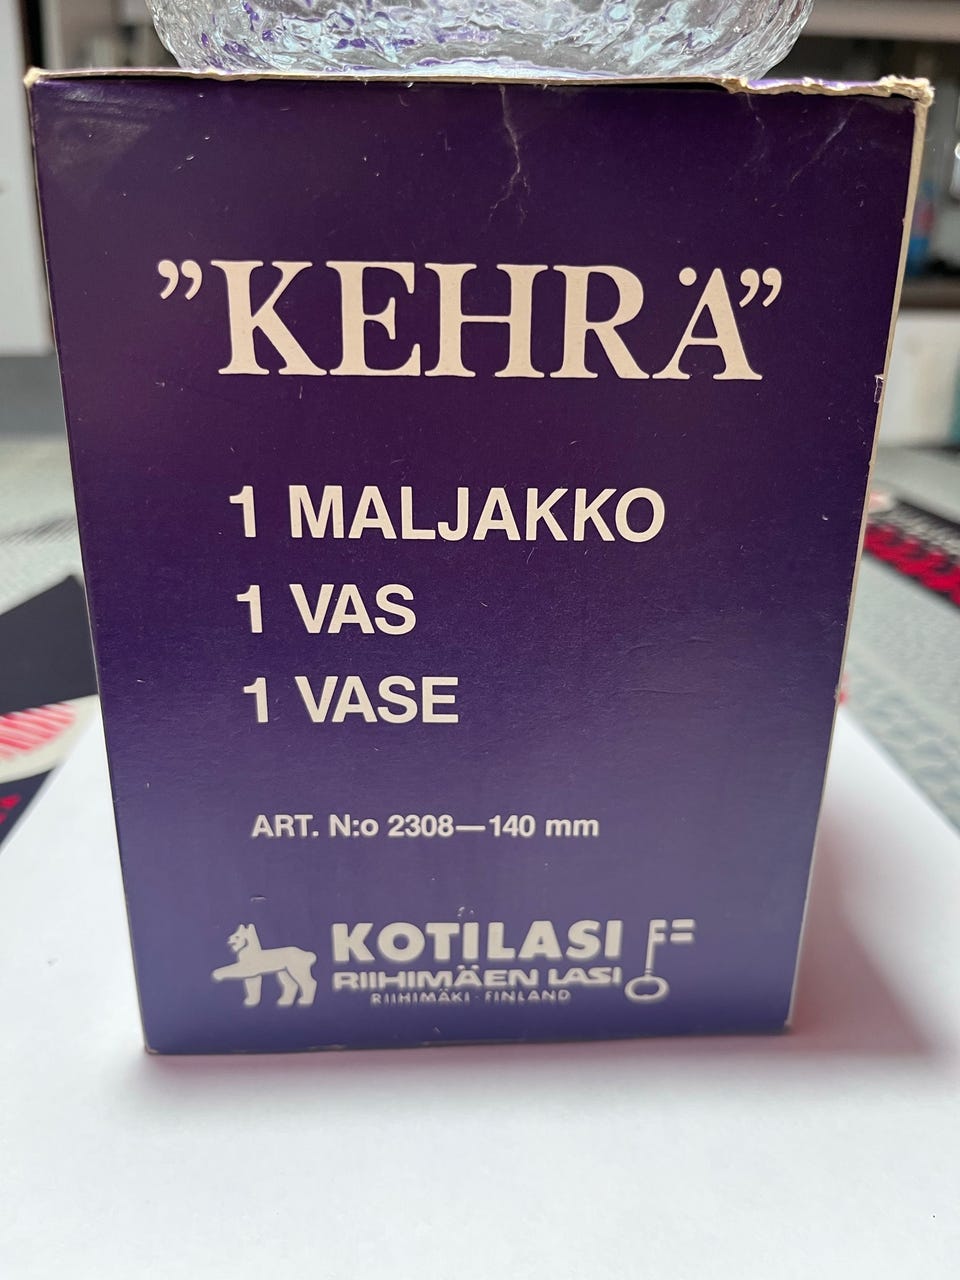 ”KEHRÄ”
1 MALJAKKO
1 VAS
1 VASE
ART. N:o 2308—140 mm
KOTILASI
RIIHIMÄEN LASI
RIIHIMÄKI · FINLAND